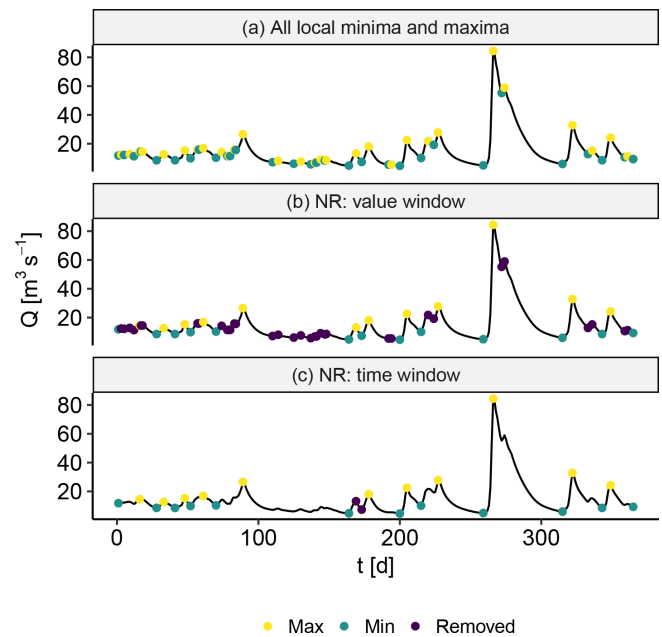 (a) All local minima and maxima
80
60
40
20
(b) NR: value window
80
60
40
20
(c) NR: time window
80
60
40
20
Q [m³ s⁻¹]
0 100 200 300
t [d]
Max Min Removed